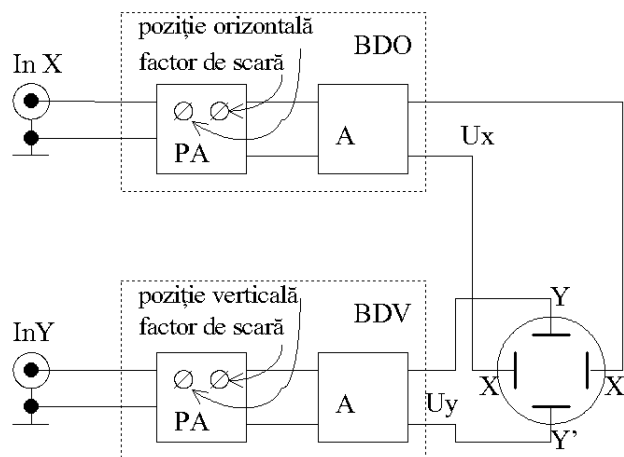 poziție orizontală
BDO
In X
factor de scară
PA
A
Ux
poziție verticală
BDV
factor de scară
InY
PA
A
Uy
Y
X
X
Y'